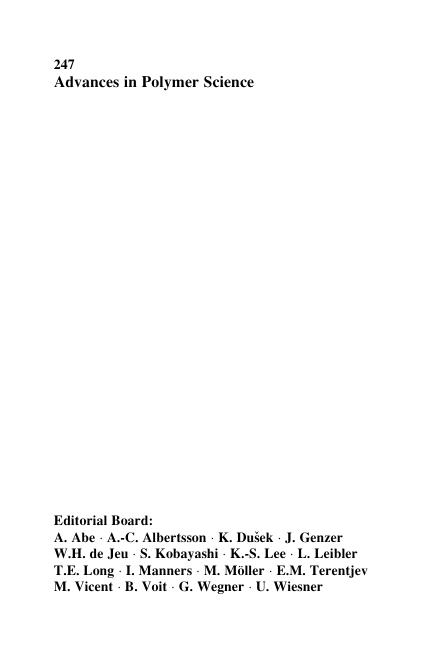 247
Advances in Polymer Science
Editorial Board:
A. Abe · A.-C. Albertsson · K. Dušek · J. Genzer
W.H. de Jeu · S. Kobayashi · K.-S. Lee · L. Leibler
T.E. Long · I. Manners · M. Möller · E.M. Terentjev
M. Vicent · B. Voit · G. Wegner · U. Wiesner